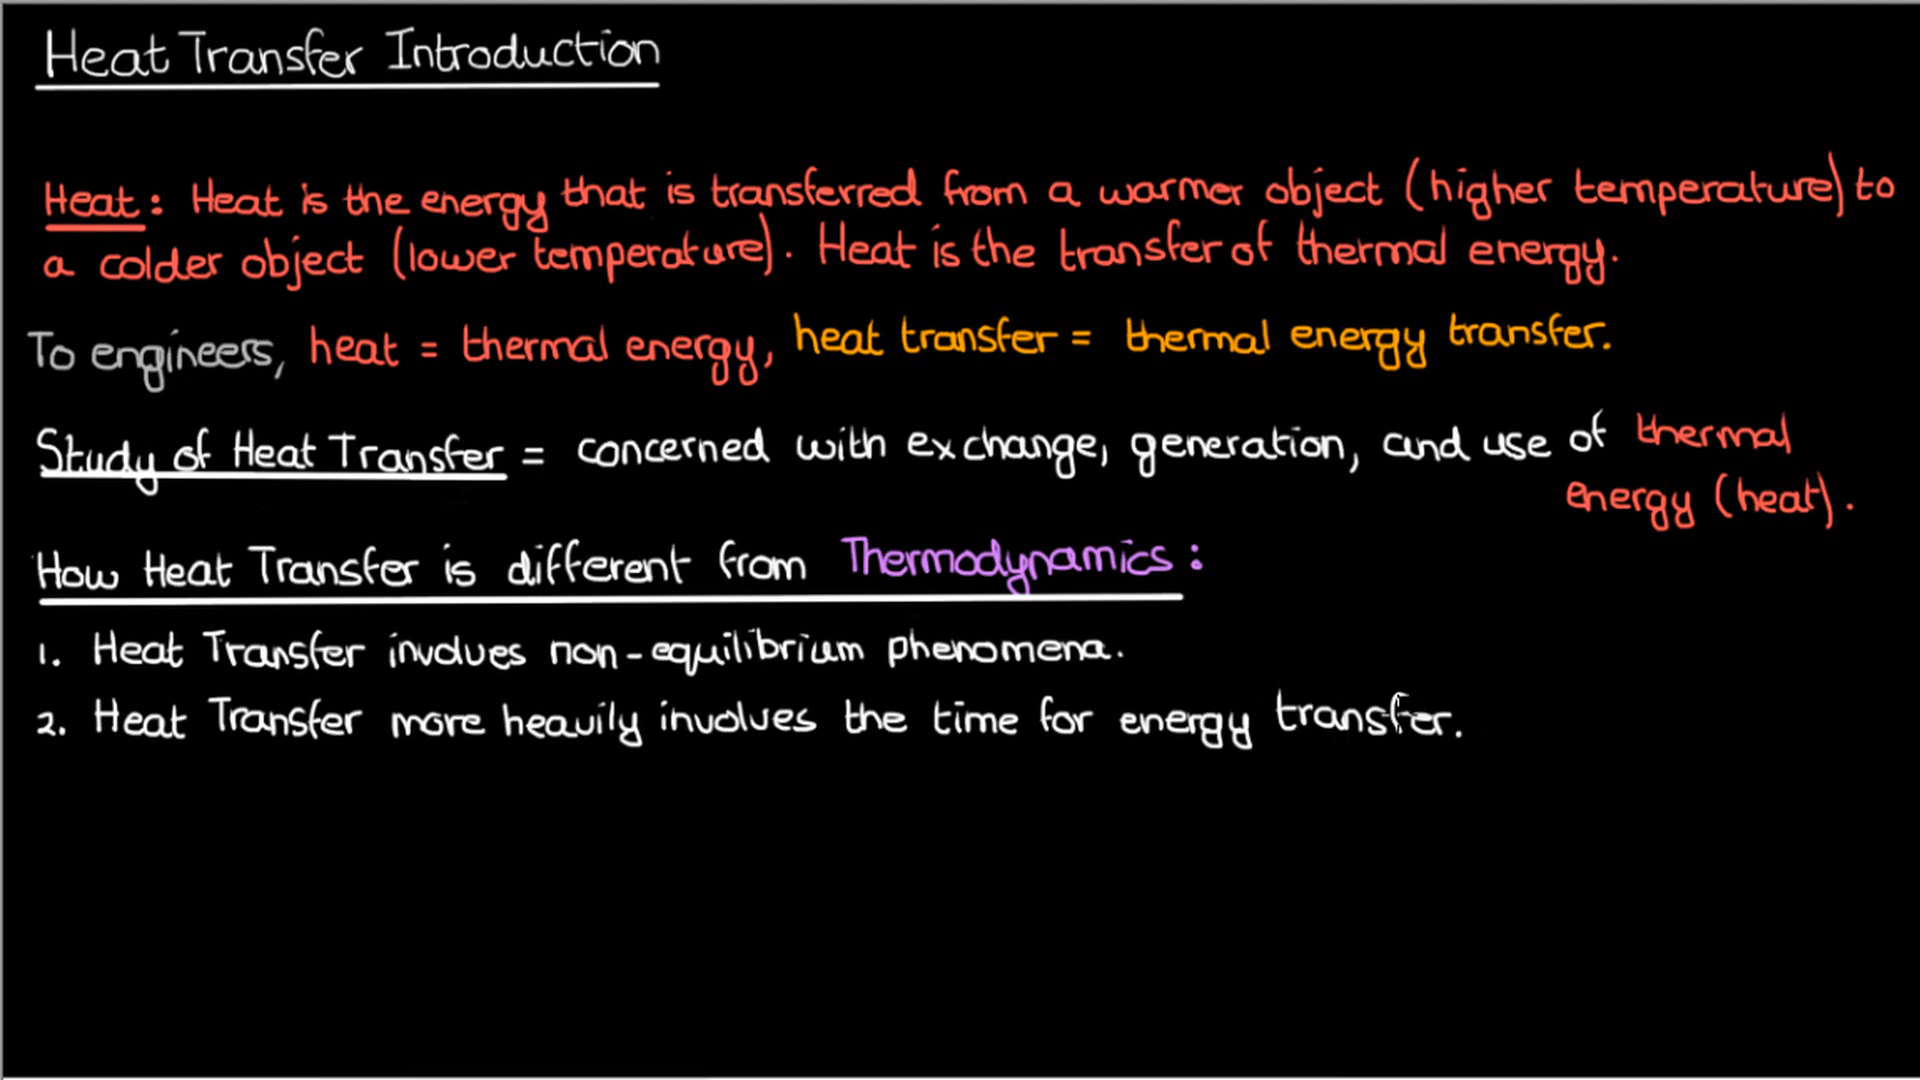 Heat Transfer Introduction
Heat: Heat is the energy that is transferred from a warmer object (higher temperature) to
a colder object (lower temperature). Heat is the transfer of thermal energy.
To engineers, heat = thermal energy, heat transfer = thermal energy transfer.
Study of Heat Transfer = concerned with exchange, generation, and use of thermal
energy (heat).
How Heat Transfer is different from Thermodynamics:
1. Heat Transfer involves non-equilibrium phenomena.
2. Heat Transfer more heavily involves the time for energy transfer.